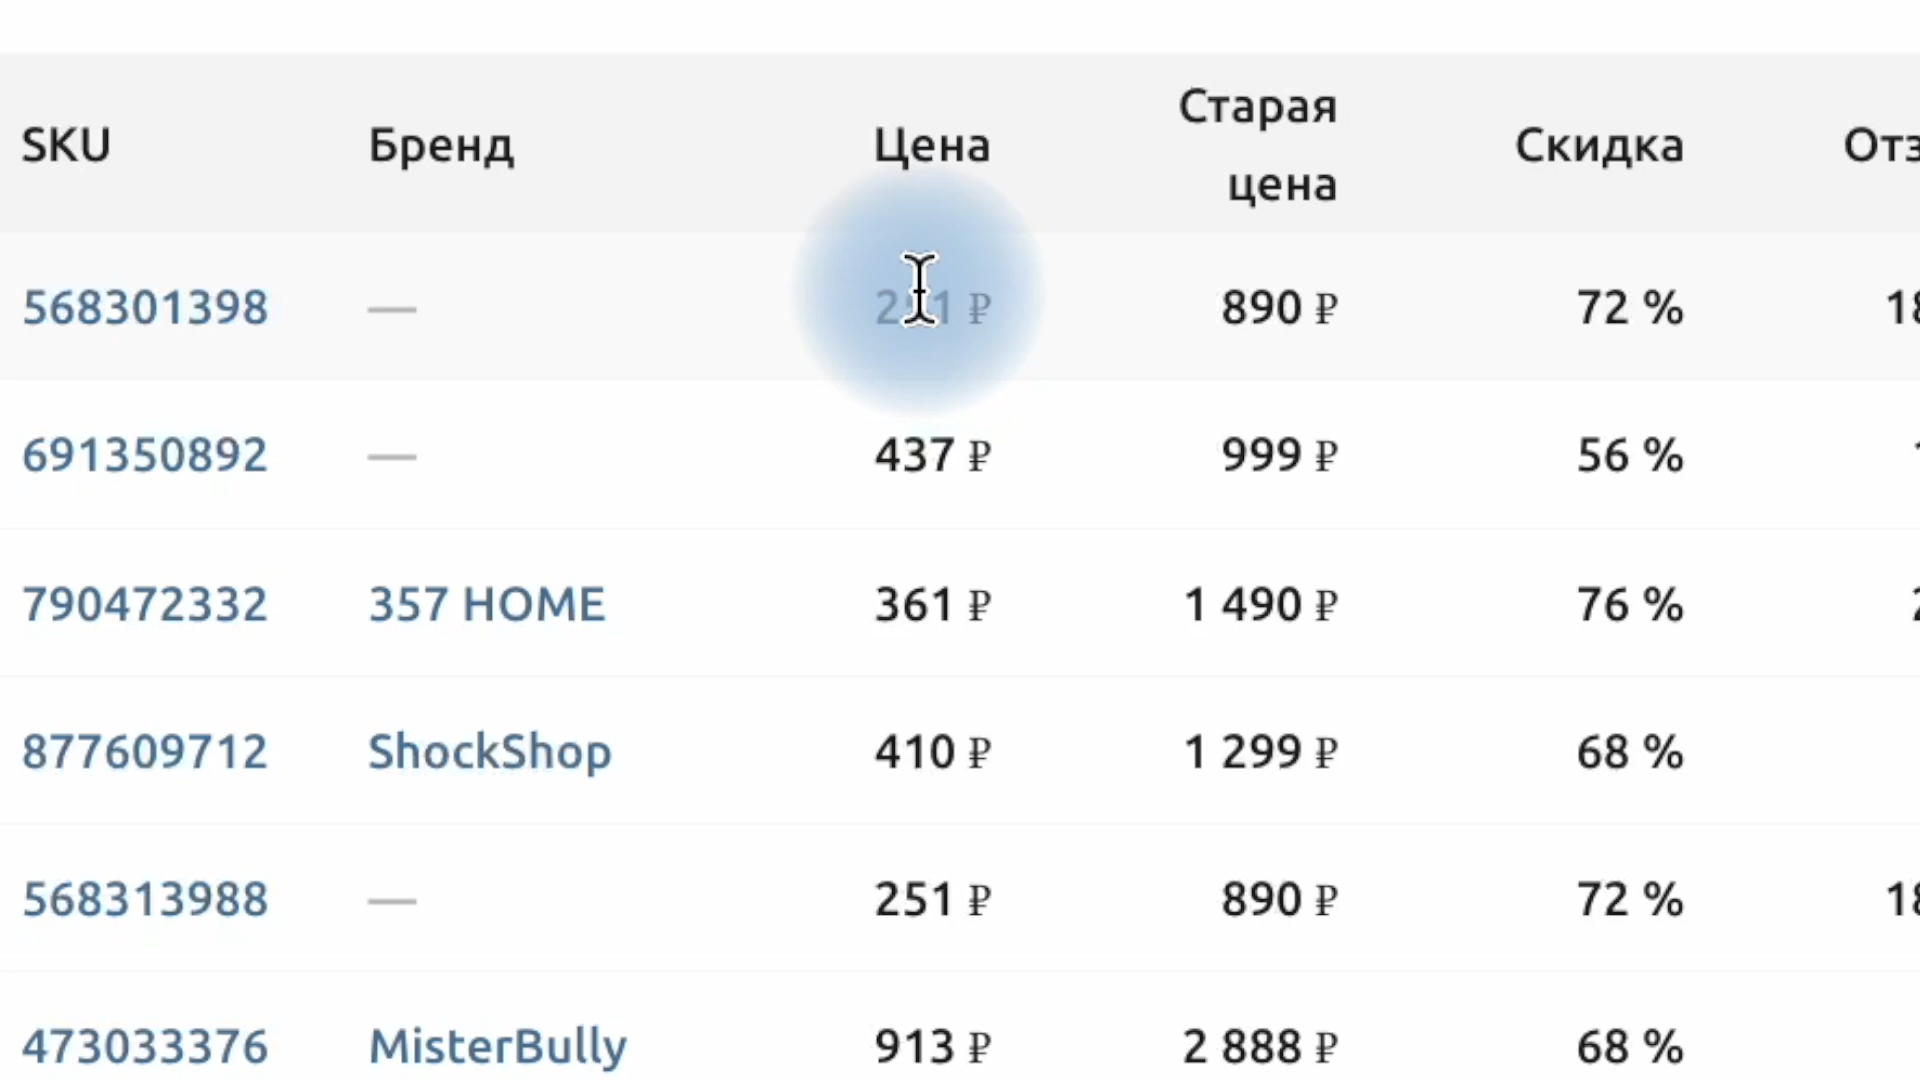 SKU Бренд Цена Старая цена Скидка
568301398 — ₽ 890 ₽ 72 %
691350892 — 437 ₽ 999 ₽ 56 %
790472332 357 HOME 361 ₽ 1 490 ₽ 76 %
877609712 ShockShop 410 ₽ 1 299 ₽ 68 %
568313988 — 251 ₽ 890 ₽ 72 %
473033376 MisterBully 913 ₽ 2 888 ₽ 68 %